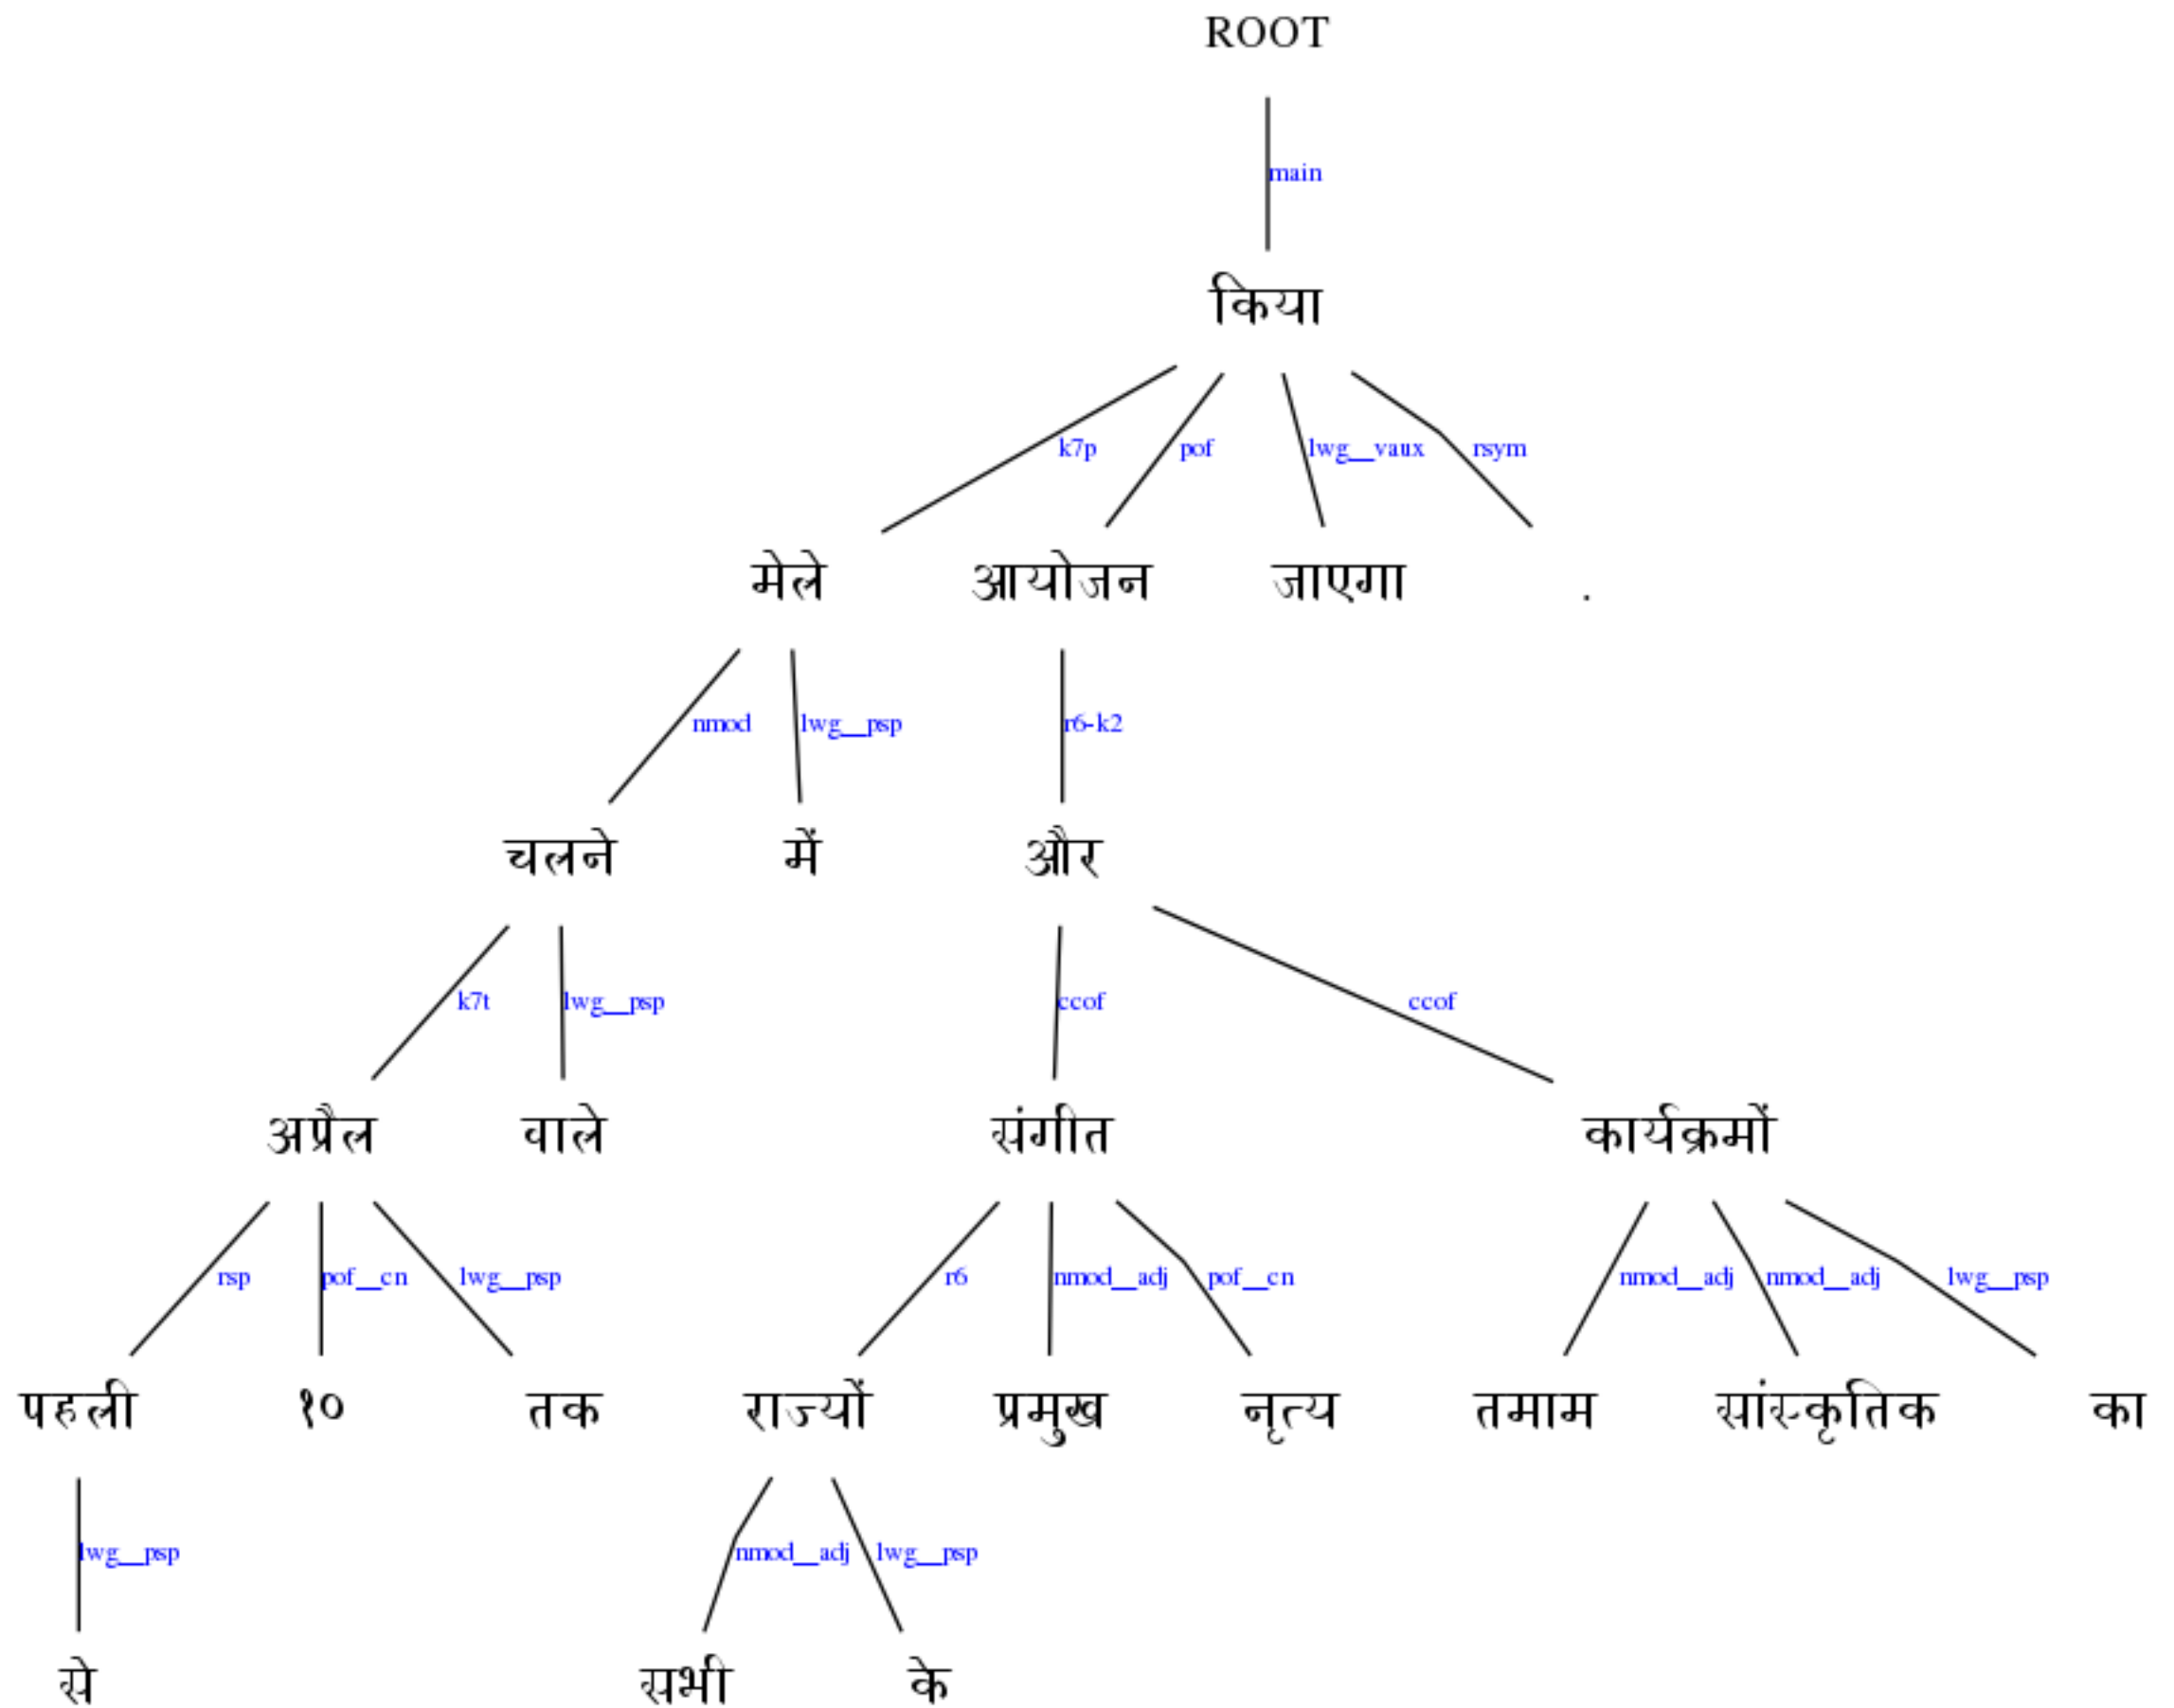 ROOT
main
किया
k7p pof lwg__vaux rsym
मेले आयोजन जाएगा .
nmod lwg__psp r6-k2
चलने में और
k7t lwg__psp ccof ccof
अप्रैल वाले संगीत कार्यक्रमों
rsp pof__cn lwg__psp r6 nmod__adj pof__cn nmod__adj nmod__adj lwg__psp
पहली १० तक राज्यों प्रमुख नृत्य तमाम सांस्कृतिक का
lwg__psp nmod__adj lwg__psp
से सभी के